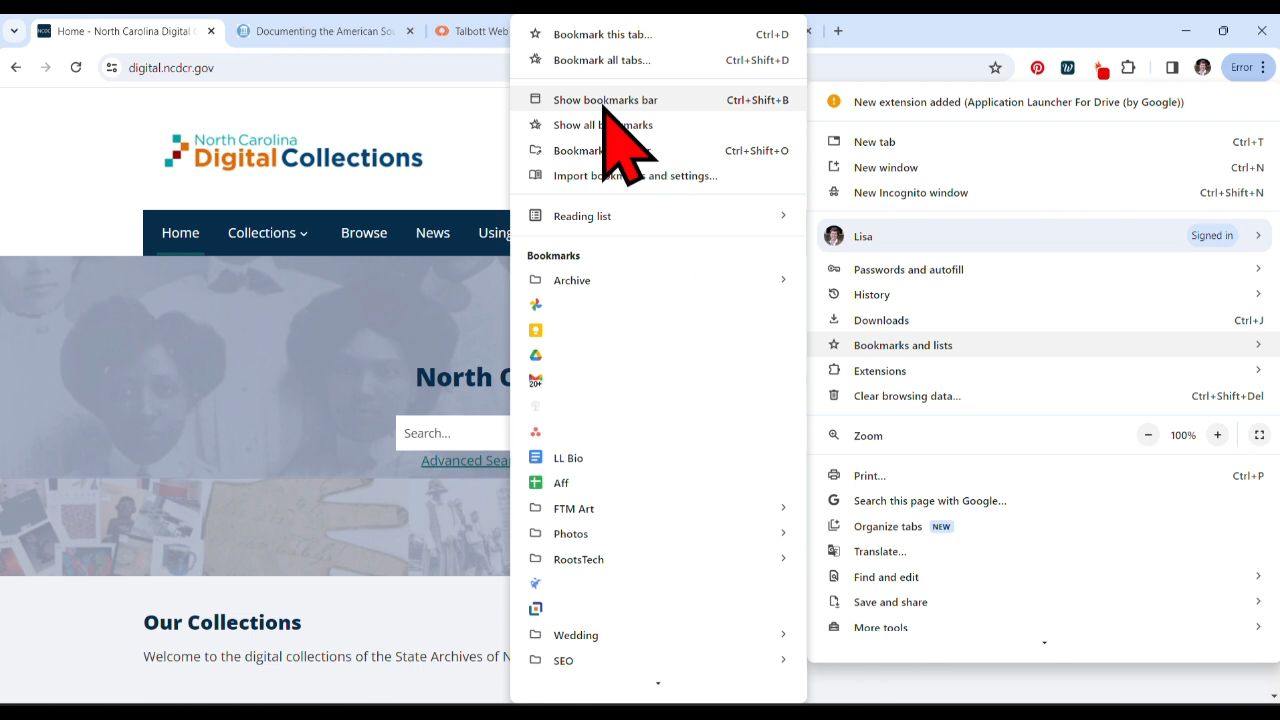 Home - North Carolina Digital
Documenting the American So
Talbott Web
digital.ncdcr.gov
Error
North Carolina
Digital Collections
Home
Collections
Browse
News
Using
North C
Search...
Advanced Sear
Our Collections
Welcome to the digital collections of the State Archives of N
Bookmark this tab... Ctrl+D
Bookmark all tabs... Ctrl+Shift+D
Show bookmarks bar Ctrl+Shift+B
Show all b marks
Bookmark Ctrl+Shift+O
Import bookm and settings...
Reading list
Bookmarks
Archive
20+
LL Bio
Aff
FTM Art
Photos
RootsTech
Wedding
SEO
New extension added (Application Launcher For Drive (by Google))
New tab Ctrl+T
New window Ctrl+N
New Incognito window Ctrl+Shift+N
Lisa Signed in
Passwords and autofill
History
Downloads Ctrl+J
Bookmarks and lists
Extensions
Clear browsing data... Ctrl+Shift+Del
Zoom - 100% +
Print... Ctrl+P
Search this page with Google...
Organize tabs NEW
Translate...
Find and edit
Save and share
More tools